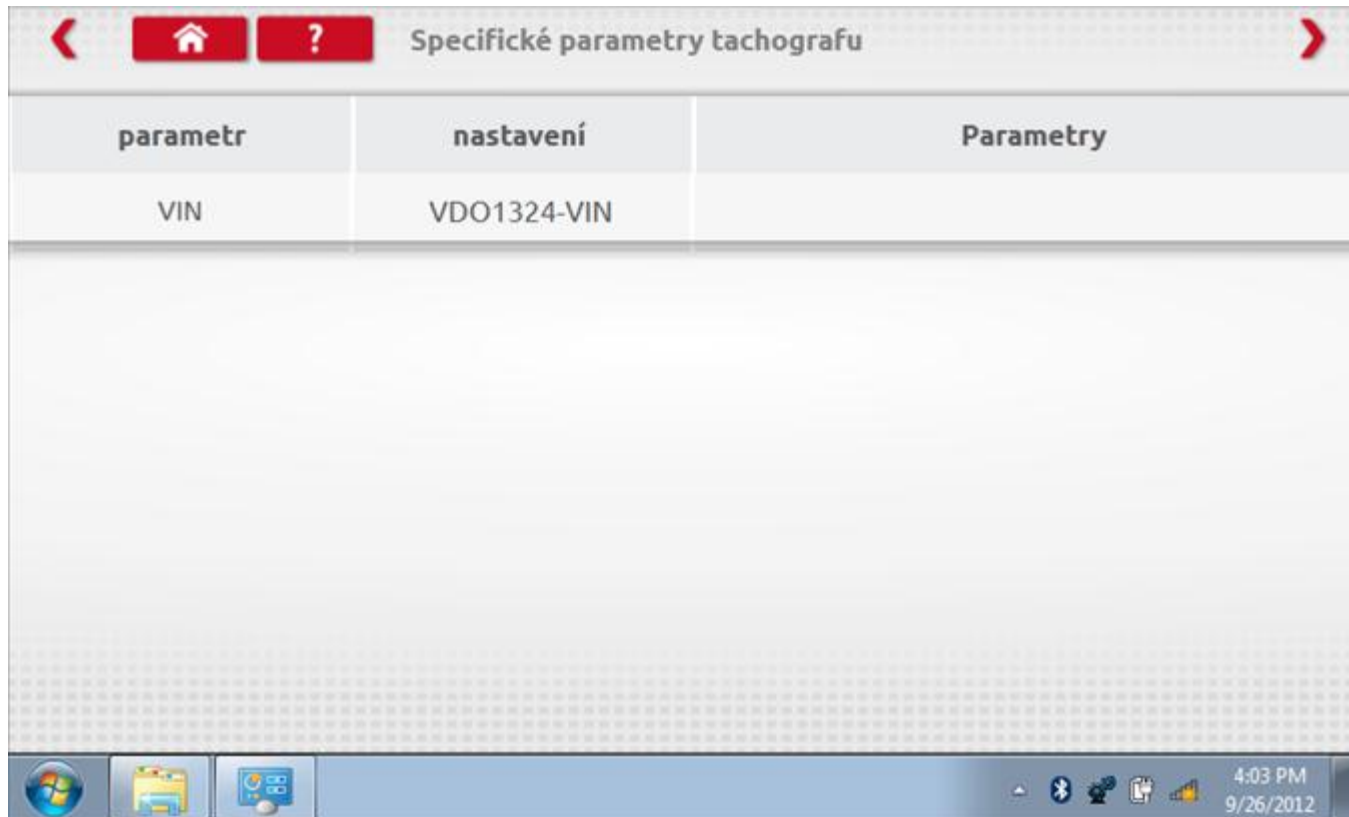 ? Specifické parametry tachografu
parametr nastavení Parametry
VIN VDO1324-VIN
4:03 PM
9/26/2012